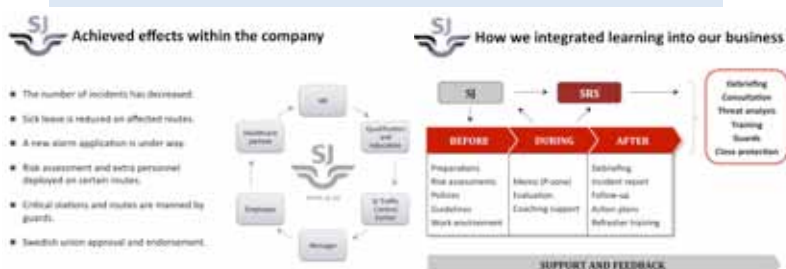 SJ
Achieved effects within the company
The number of incidents has decreased.
Sick leave is reduced on affected routes.
A new alarm application is under way.
Risk assessment and extra personnel
deployed on certain routes.
Critical stations and routes are manned by
guards.
Swedish union approval and endorsement.
HR
Qualification and
education
SJ Traffic
Control
Center
Manager
Employee
Healthcare
partner
SJ
SJ
How we integrated learning into our business
SJ
SRS
Debriefing
Consultation
Threat analysis
Training
Guards
Close protection
BEFORE
DURING
AFTER
Preparations
Risk assessments
Policies
Guidelines
Work environment
Memo (P-zone)
Evaluation
Coaching support
Debriefing
Incident report
Follow-up
Action plans
Refresher training
SUPPORT AND FEEDBACK